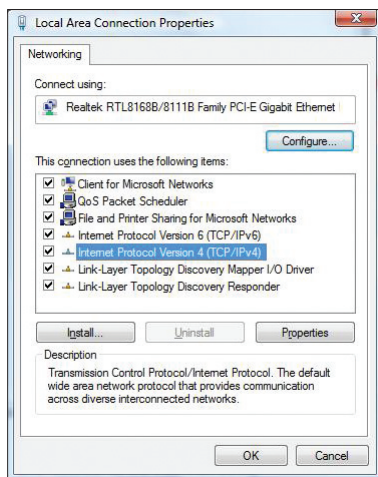 Local Area Connection Properties
Networking
Connect using:
Realtek RTL8168B/8111B Family PCI-E Gigabit Ethernet
Configure...
This connection uses the following items:
Client for Microsoft Networks
QoS Packet Scheduler
File and Printer Sharing for Microsoft Networks
Internet Protocol Version 6 (TCP/IPv6)
Internet Protocol Version 4 (TCP/IPv4)
Link-Layer Topology Discovery Mapper I/O Driver
Link-Layer Topology Discovery Responder
Install... Uninstall Properties
Description
Transmission Control Protocol/Internet Protocol. The default
wide area network protocol that provides communication
across diverse interconnected networks.
OK Cancel